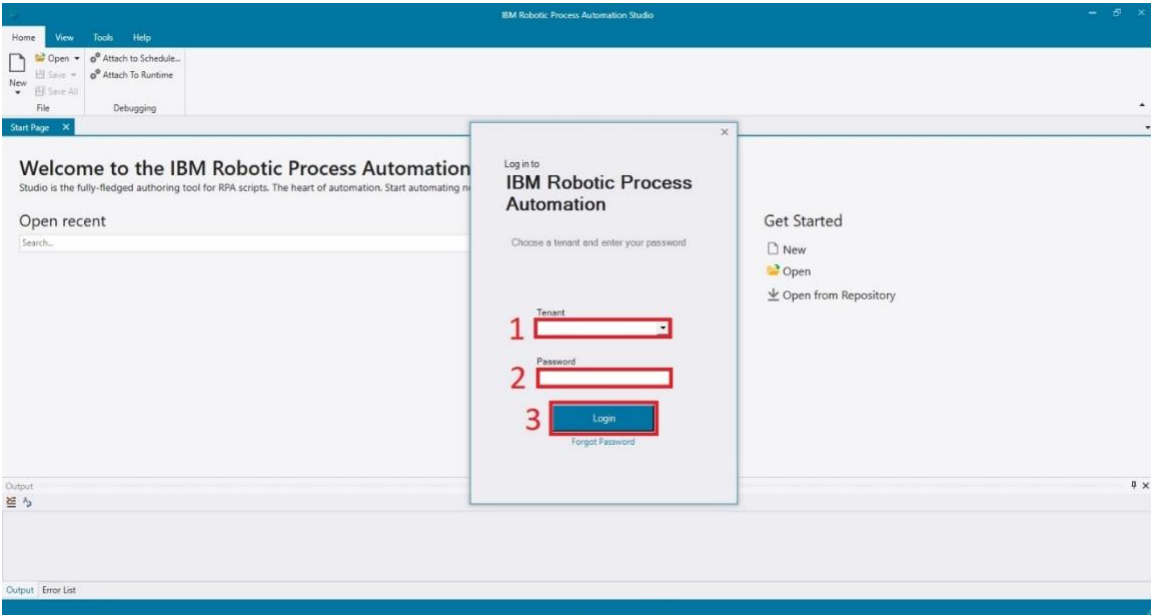 IBM Robotic Process Automation Studio
Home View Tools Help
New
Open
Save
Save All
File
Attach to Schedule...
Attach To Runtime
Debugging
Start Page
Welcome to the IBM Robotic Process Automation
Studio is the fully-fledged authoring tool for RPA scripts. The heart of automation. Start automating
Open recent
Search...
Log in to
IBM Robotic Process
Automation
Choose a tenant and enter your password
Tenant
1
Password
2
3 Login
Forgot Password
Get Started
New
Open
Open from Repository
Output
Output Error List